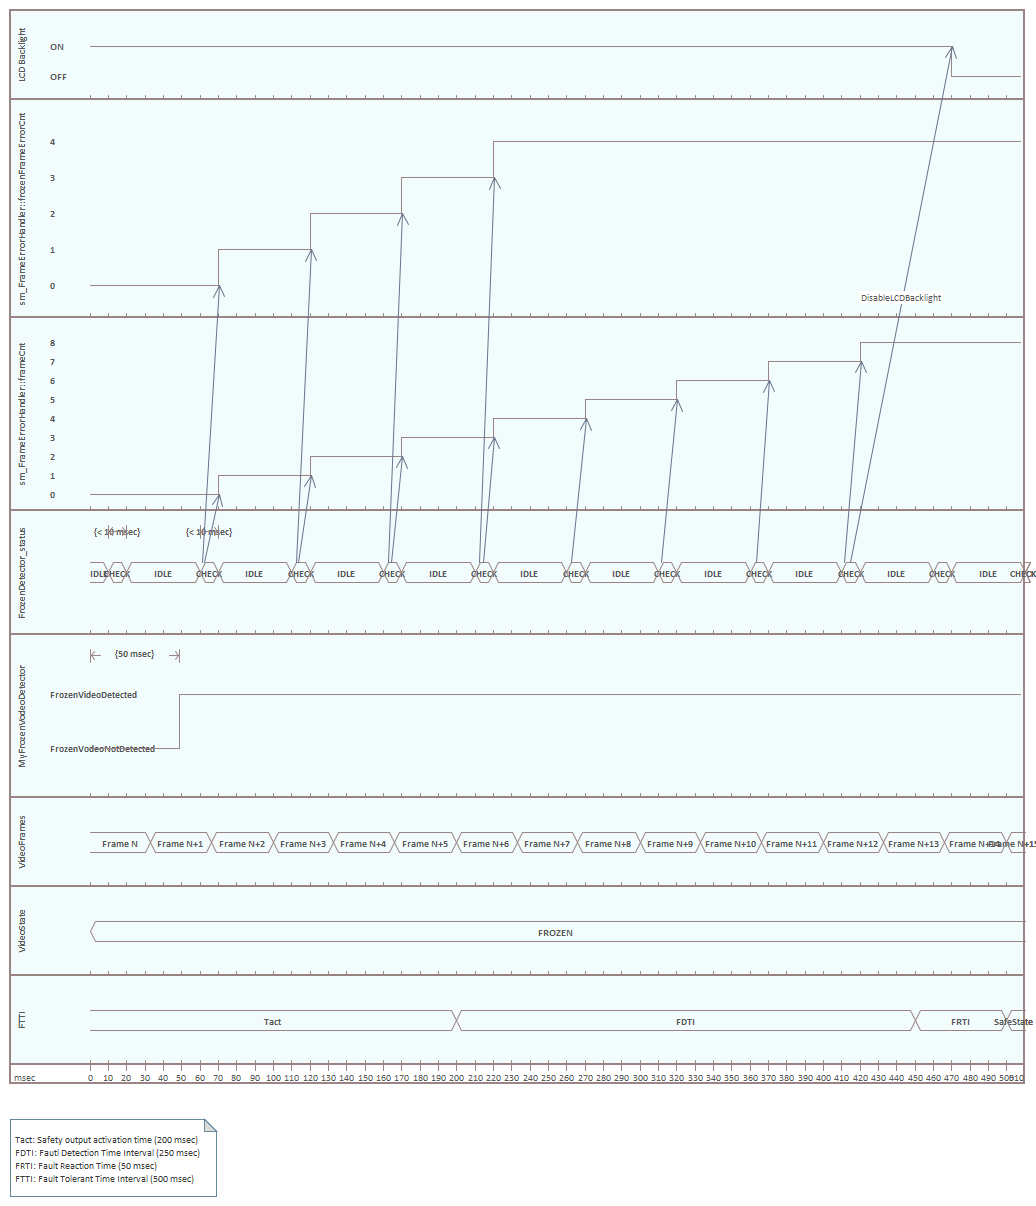 LCD Backlight
ON
OFF
sm_FrameErrorHandler::frozenFrameErrorCnt
4
3
2
1
0
DisableLCDBacklight
sm_FrameErrorHandler::frameCnt
8
7
6
5
4
3
2
1
0
FrozenDetector_status
{< 10 msec} {< 10 msec}
IDLE CHECK IDLE CHECK IDLE CHECK IDLE CHECK IDLE CHECK IDLE CHECK IDLE CHECK IDLE CHECK IDLE CHECK IDLE CHECK IDLE CHECK
MyFrozenVodeoDetector
{50 msec}
FrozenVideoDetected
FrozenVodeoNotDetected
VideoFrames
Frame N Frame N+1 Frame N+2 Frame N+3 Frame N+4 Frame N+5 Frame N+6 Frame N+7 Frame N+8 Frame N+9 Frame N+10 Frame N+11 Frame N+12 Frame N+13 Frame N+14 Frame N+15
VideoState
FROZEN
FTTI
Tact FDTI FRTI SafeState
msec 0 10 20 30 40 50 60 70 80 90 100 110 120 130 140 150 160 170 180 190 200 210 220 230 240 250 260 270 280 290 300 310 320 330 340 350 360 370 380 390 400 410 420 430 440 450 460 470 480 490 500 510
Tact: Safety output activation time (200 msec)
FDTI: Fautl Detection Time Interval (250 msec)
FRTI: Fault Reaction Time (50 msec)
FTTI: Fault Tolerant Time Interval (500 msec)